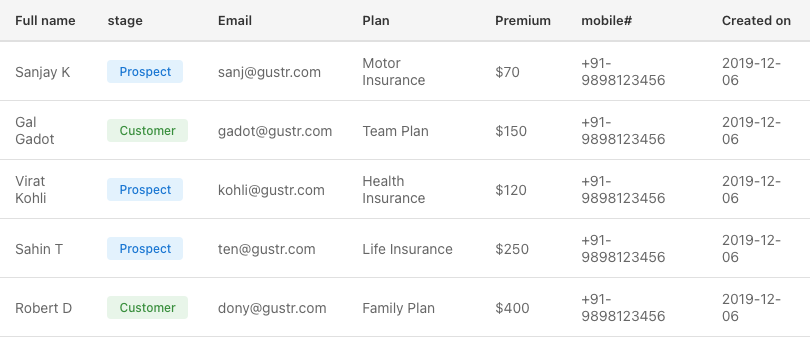 Full name stage Email Plan Premium mobile# Created on
Sanjay K Prospect sanj@gustr.com Motor Insurance $70 +91-9898123456 2019-12-06
Gal Gadot Customer gadot@gustr.com Team Plan $150 +91-9898123456 2019-12-06
Virat Kohli Prospect kohli@gustr.com Health Insurance $120 +91-9898123456 2019-12-06
Sahin T Prospect ten@gustr.com Life Insurance $250 +91-9898123456 2019-12-06
Robert D Customer dony@gustr.com Family Plan $400 +91-9898123456 2019-12-06